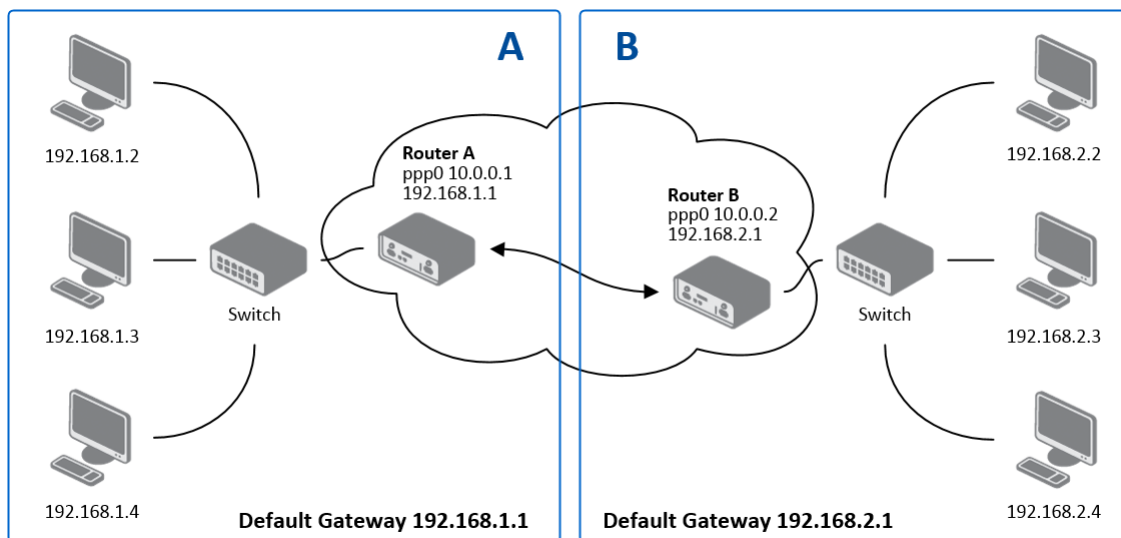 A
B
192.168.1.2
192.168.1.3
192.168.1.4
Switch
Router A
ppp0 10.0.0.1
192.168.1.1
Default Gateway 192.168.1.1
Router B
ppp0 10.0.0.2
192.168.2.1
Switch
192.168.2.2
192.168.2.3
192.168.2.4
Default Gateway 192.168.2.1